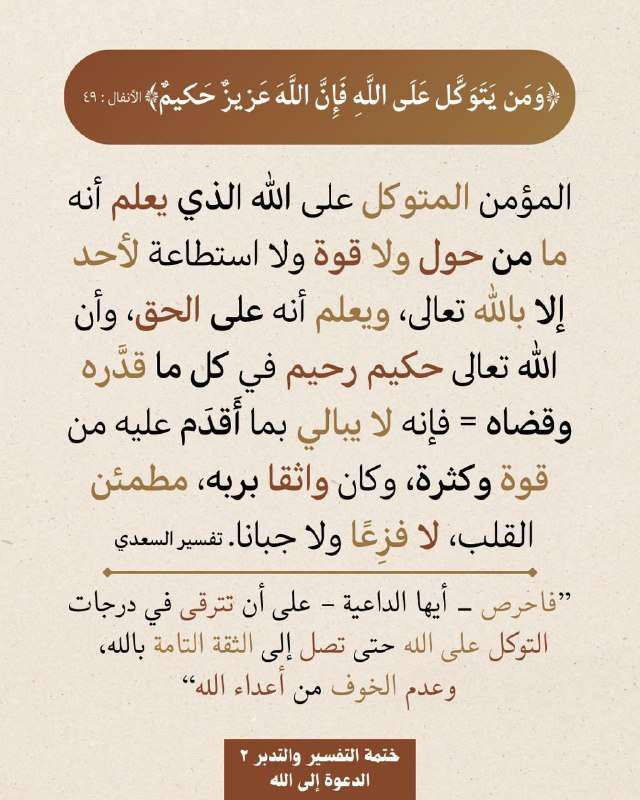 ﴿وَمَن يَتَوَكَّل عَلَى اللَّهِ فَإِنَّ اللَّهَ عَزِيزٌ حَكِيمٌ﴾ الأنفال : ٤٩
المؤمن المتوكل على الله الذي يعلم أنه
ما من حول ولا قوة ولا استطاعة لأحد
إلا بالله تعالى، ويعلم أنه على الحق، وأن
الله تعالى حكيم رحيم في كل ما قدَّره
وقضاه = فإنه لا يبالي بما أَقدَم عليه من
قوة وكثرة، وكان واثقا بربه، مطمئن
القلب، لا فزِعًا ولا جبانا. تفسير السعدي
”فاحرص – أيها الداعية – على أن تترقى في درجات
التوكل على الله حتى تصل إلى الثقة التامة بالله،
وعدم الخوف من أعداء الله“
ختمة التفسير والتدبر ٢
الدعوة إلى الله